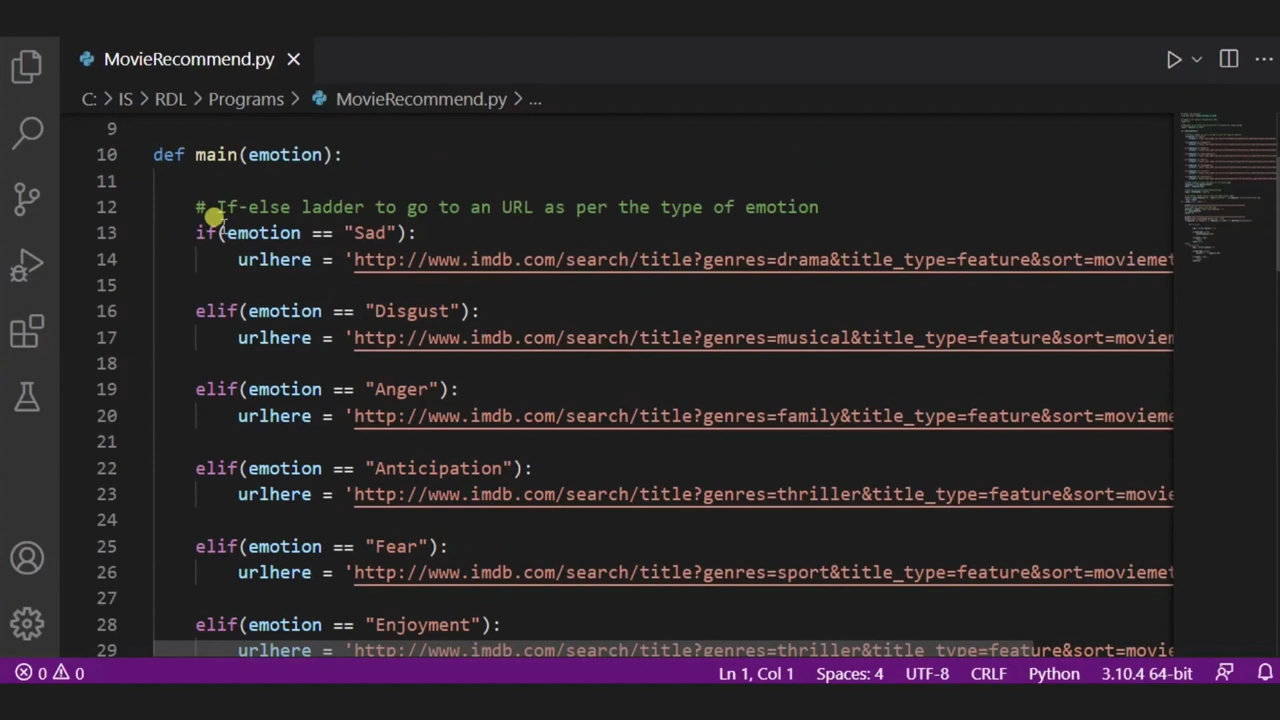 MovieRecommend.py
C: > IS > RDL > Programs > MovieRecommend.py > ...
9
10 def main(emotion):
11
12 # If-else ladder to go to an URL as per the type of emotion
13 if(emotion == "Sad"):
14 urlhere = 'http://www.imdb.com/search/title?genres=drama&title_type=feature&sort=moviemet
15
16 elif(emotion == "Disgust"):
17 urlhere = 'http://www.imdb.com/search/title?genres=musical&title_type=feature&sort=moviem
18
19 elif(emotion == "Anger"):
20 urlhere = 'http://www.imdb.com/search/title?genres=family&title_type=feature&sort=movieme
21
22 elif(emotion == "Anticipation"):
23 urlhere = 'http://www.imdb.com/search/title?genres=thriller&title_type=feature&sort=movie
24
25 elif(emotion == "Fear"):
26 urlhere = 'http://www.imdb.com/search/title?genres=sport&title_type=feature&sort=moviemet
27
28 elif(emotion == "Enjoyment"):
29 urlhere = 'http://www.imdb.com/search/title?genres=thriller&title_type=feature&sort=movie
0 0 Ln 1, Col 1 Spaces: 4 UTF-8 CRLF Python 3.10.4 64-bit